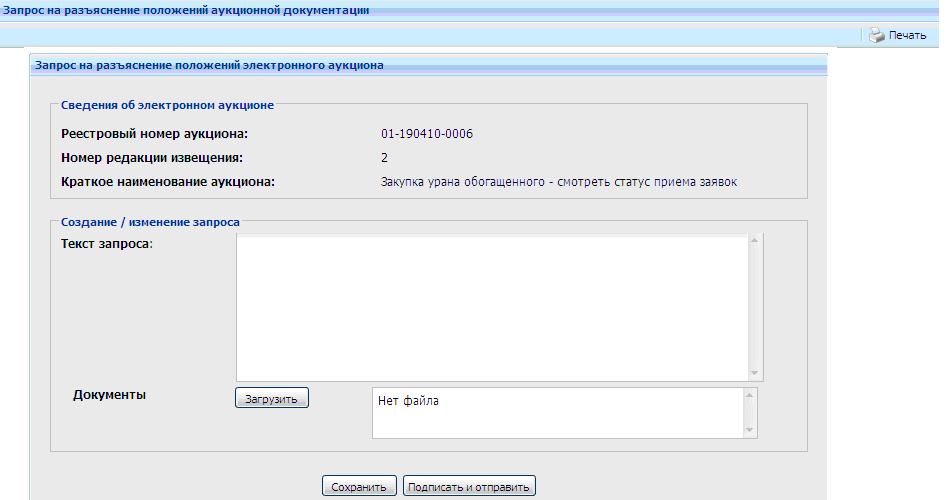 Запрос на разъяснение положений аукционной документации
Печать
Запрос на разъяснение положений электронного аукциона
Сведения об электронном аукционе
Реестровый номер аукциона: 01-190410-0006
Номер редакции извещения: 2
Краткое наименование аукциона: Закупка урана обогащенного - смотреть статус приема заявок
Создание / изменение запроса
Текст запроса:
Документы Загрузить Нет файла
Сохранить Подписать и отправить